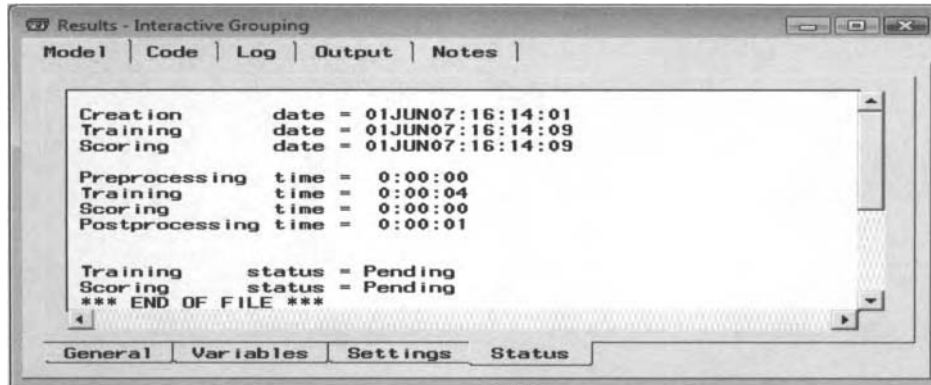 Results - Interactive Grouping
Model Code Log Output Notes
Creation date = 01JUN07:16:14:01
Training date = 01JUN07:16:14:09
Scoring date = 01JUN07:16:14:09
Preprocessing time = 0:00:00
Training time = 0:00:04
Scoring time = 0:00:00
Postprocessing time = 0:00:01
Training status = Pending
Scoring status = Pending
*** END OF FILE ***
General Variables Settings Status